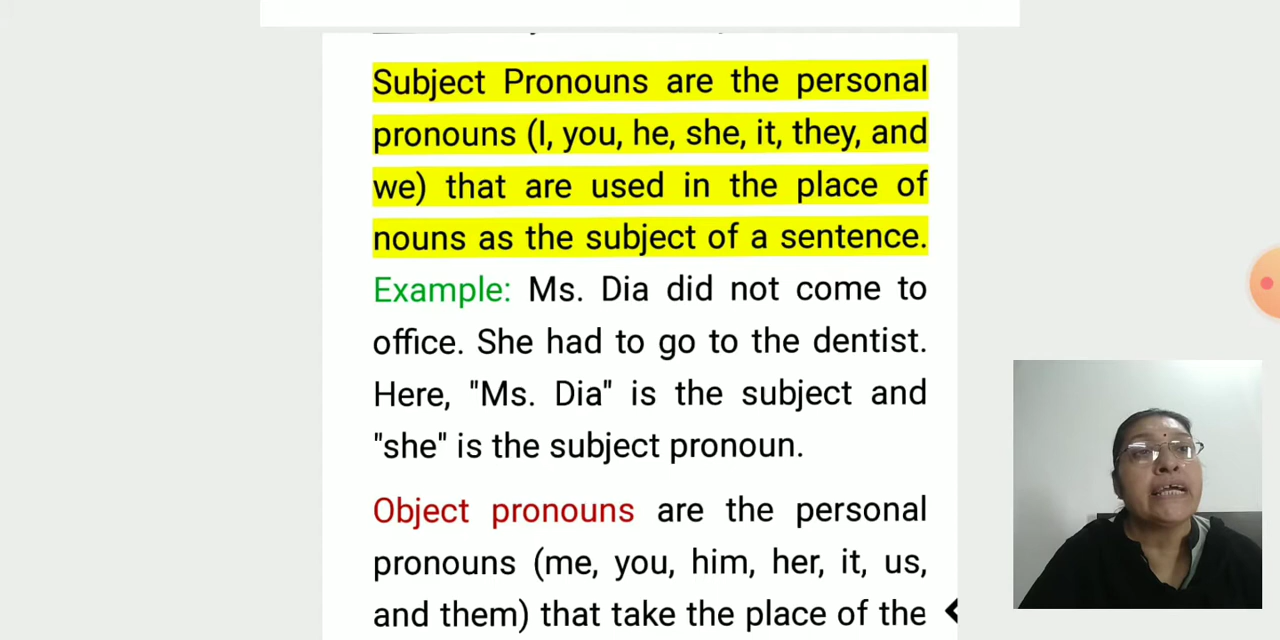 Subject Pronouns are the personal
pronouns (I, you, he, she, it, they, and
we) that are used in the place of
nouns as the subject of a sentence.
Example: Ms. Dia did not come to
office. She had to go to the dentist.
Here, "Ms. Dia" is the subject and
"she" is the subject pronoun.
Object pronouns are the personal
pronouns (me, you, him, her, it, us,
and them) that take the place of the